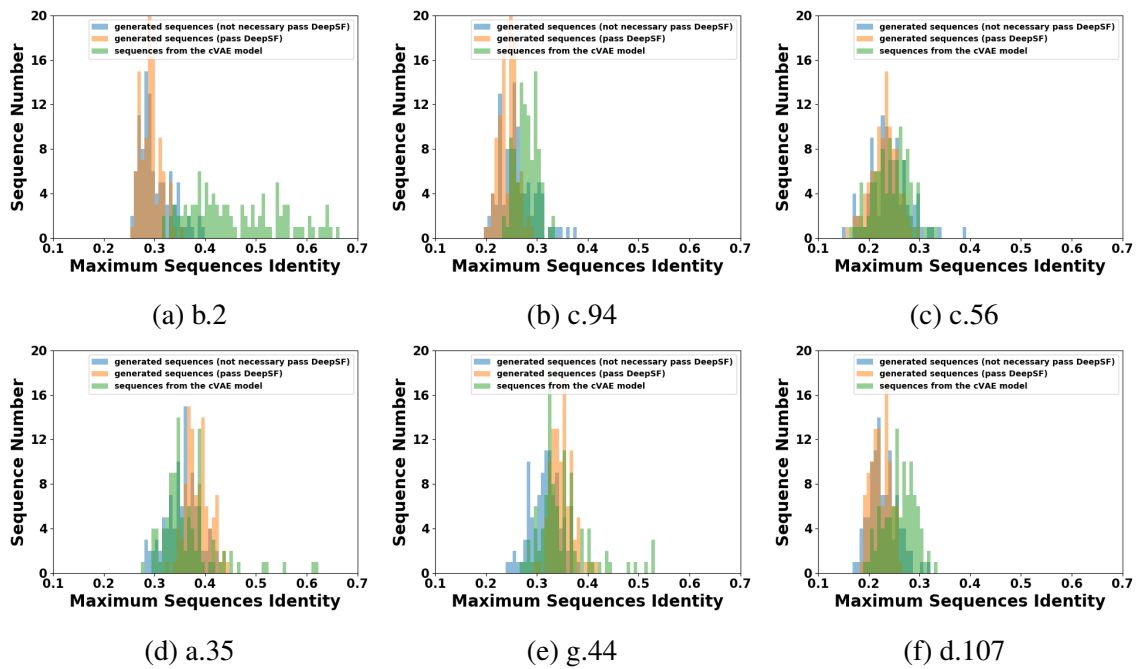 generated sequences (not necessary pass DeepSF)
generated sequences (pass DeepSF)
sequences from the cVAE model
Sequence Number
20
16
12
8
4
0
0.1 0.2 0.3 0.4 0.5 0.6 0.7
Maximum Sequences Identity
(a) b.2
generated sequences (not necessary pass DeepSF)
generated sequences (pass DeepSF)
sequences from the cVAE model
Sequence Number
20
16
12
8
4
0
0.1 0.2 0.3 0.4 0.5 0.6 0.7
Maximum Sequences Identity
(b) c.94
generated sequences (not necessary pass DeepSF)
generated sequences (pass DeepSF)
sequences from the cVAE model
Sequence Number
20
16
12
8
4
0
0.1 0.2 0.3 0.4 0.5 0.6 0.7
Maximum Sequences Identity
(c) c.56
generated sequences (not necessary pass DeepSF)
generated sequences (pass DeepSF)
sequences from the cVAE model
Sequence Number
20
16
12
8
4
0
0.1 0.2 0.3 0.4 0.5 0.6 0.7
Maximum Sequences Identity
(d) a.35
generated sequences (not necessary pass DeepSF)
generated sequences (pass DeepSF)
sequences from the cVAE model
Sequence Number
20
16
12
8
4
0
0.1 0.2 0.3 0.4 0.5 0.6 0.7
Maximum Sequences Identity
(e) g.44
generated sequences (not necessary pass DeepSF)
generated sequences (pass DeepSF)
sequences from the cVAE model
Sequence Number
20
16
12
8
4
0
0.1 0.2 0.3 0.4 0.5 0.6 0.7
Maximum Sequences Identity
(f) d.107